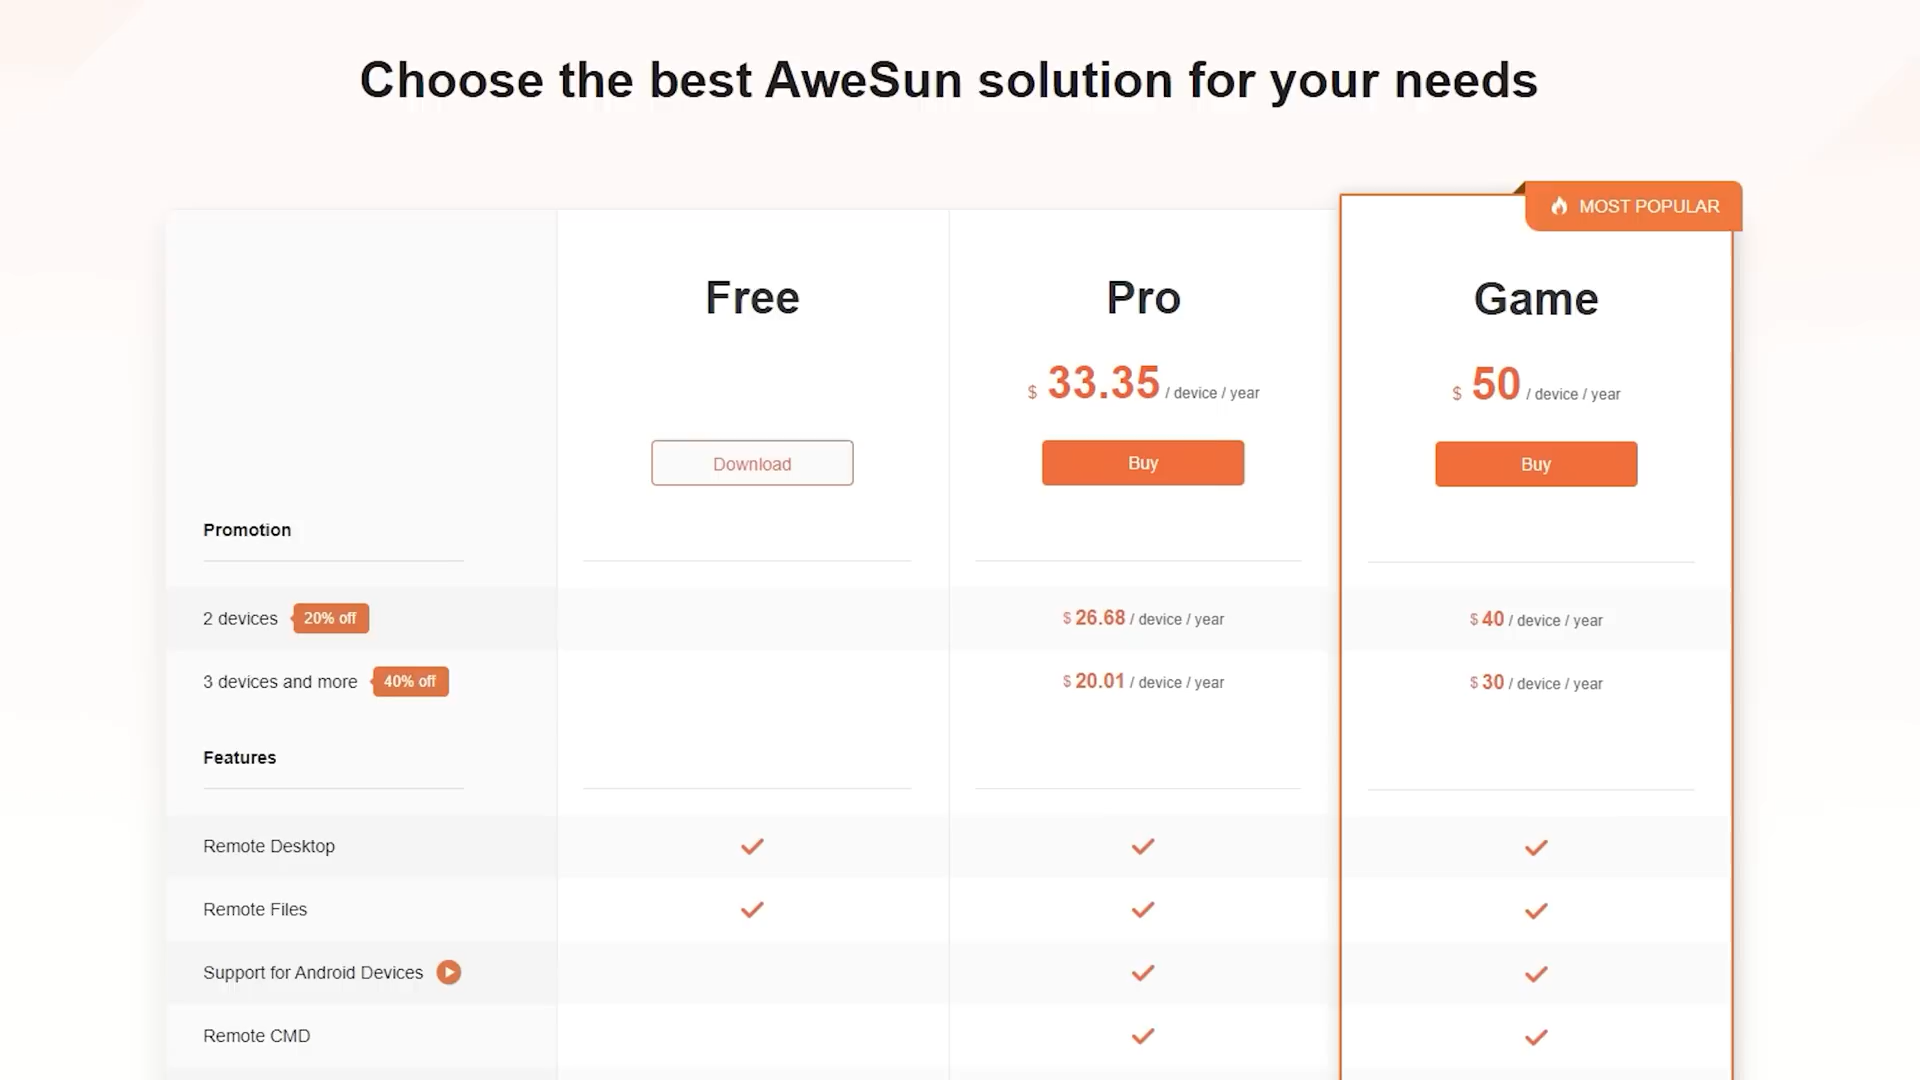 Choose the best AweSun solution for your needs
MOST POPULAR
Free Pro Game
$ 33.35 / device / year $ 50 / device / year
Download Buy Buy
Promotion
2 devices 20% off $ 26.68 / device / year $ 40 / device / year
3 devices and more 40% off $ 20.01 / device / year $ 30 / device / year
Features
Remote Desktop
Remote Files
Support for Android Devices
Remote CMD